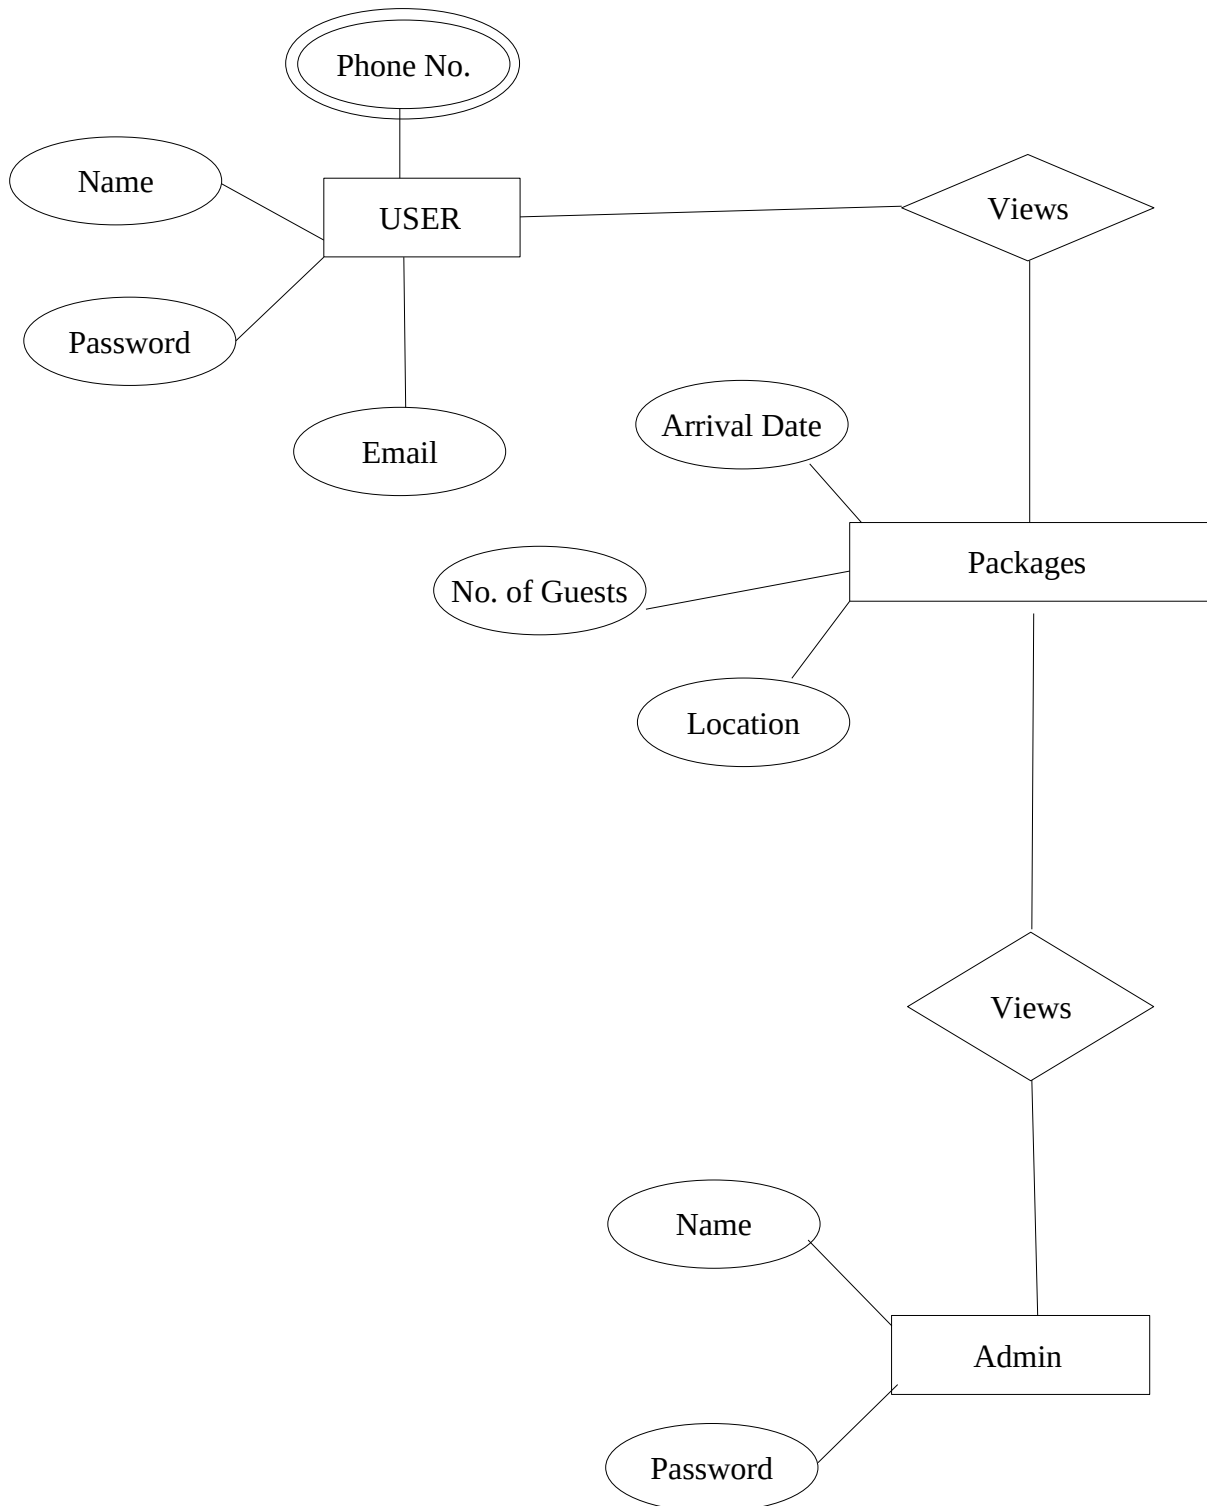 Phone No.
Name
USER
Views
Password
Email
Arrival Date
Packages
No. of Guests
Location
Views
Name
Admin
Password